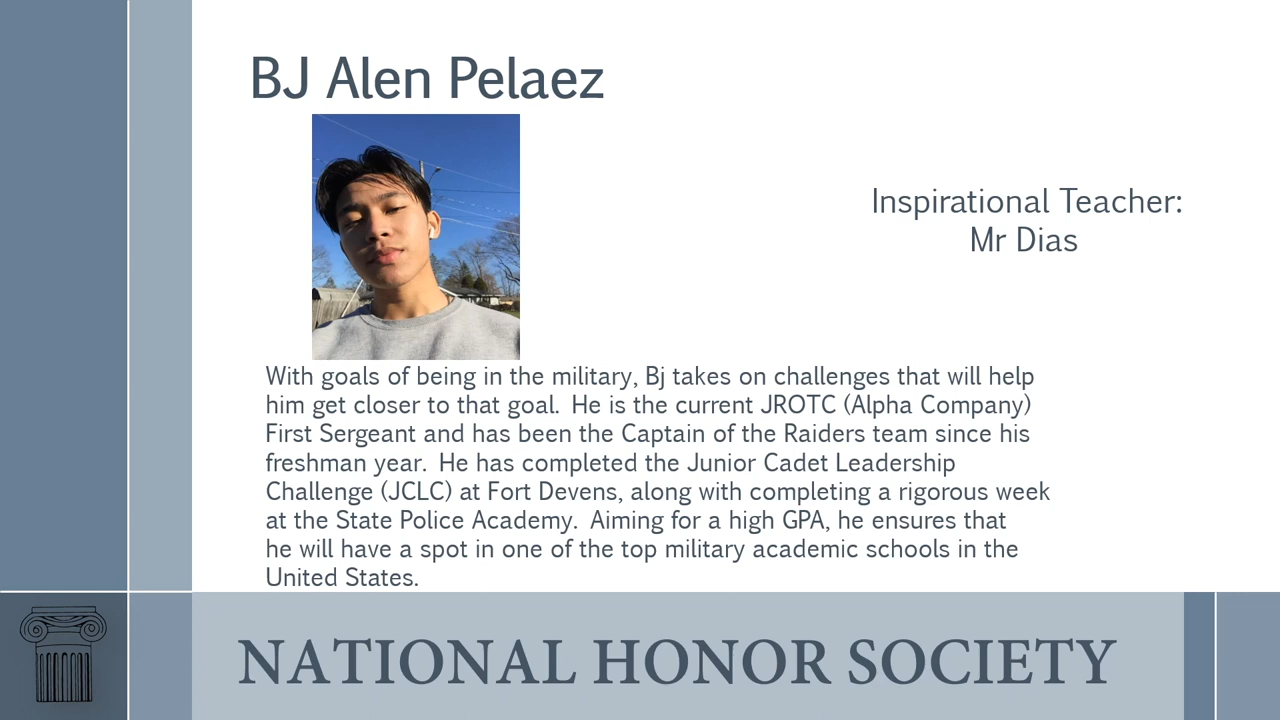 BJ Alen Pelaez
Inspirational Teacher:
Mr Dias
With goals of being in the military, Bj takes on challenges that will help
him get closer to that goal.  He is the current JROTC (Alpha Company)
First Sergeant and has been the Captain of the Raiders team since his
freshman year.  He has completed the Junior Cadet Leadership
Challenge (JCLC) at Fort Devens, along with completing a rigorous week
at the State Police Academy.  Aiming for a high GPA, he ensures that
he will have a spot in one of the top military academic schools in the
United States.
NATIONAL HONOR SOCIETY